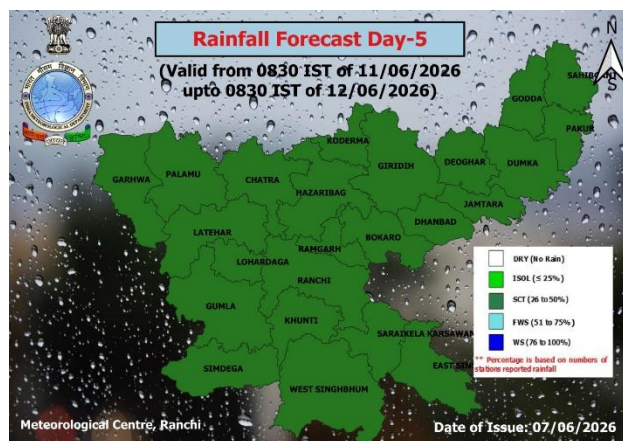 Rainfall Forecast Day-5
(Valid from 0830 IST of 11/06/2026
upto 0830 IST of 12/06/2026)
N
S
GODDA
PAKUR
KODERMA
GIRIDIH
DEOGHAR
DUMKA
GARHWA
PALAMU
CHATRA
HAZARIBAG
JAMTARA
DHANBAD
LATEHAR
BOKARO
RAMGARH
LOHARDAGA
RANCHI
GUMLA
KHUNTI
SARAIKELA KARSAWAN
SIMDEGA
WEST SINGHBHUM
EAST SIN
DRY (No Rain)
ISOL (≤ 25%)
SCT (26 to 50%)
FWS (51 to 75%)
WS (76 to 100%)
** Percentage is based on numbers of
stations reported rainfall
Meteorological Centre, Ranchi
Date of Issue: 07/06/2026